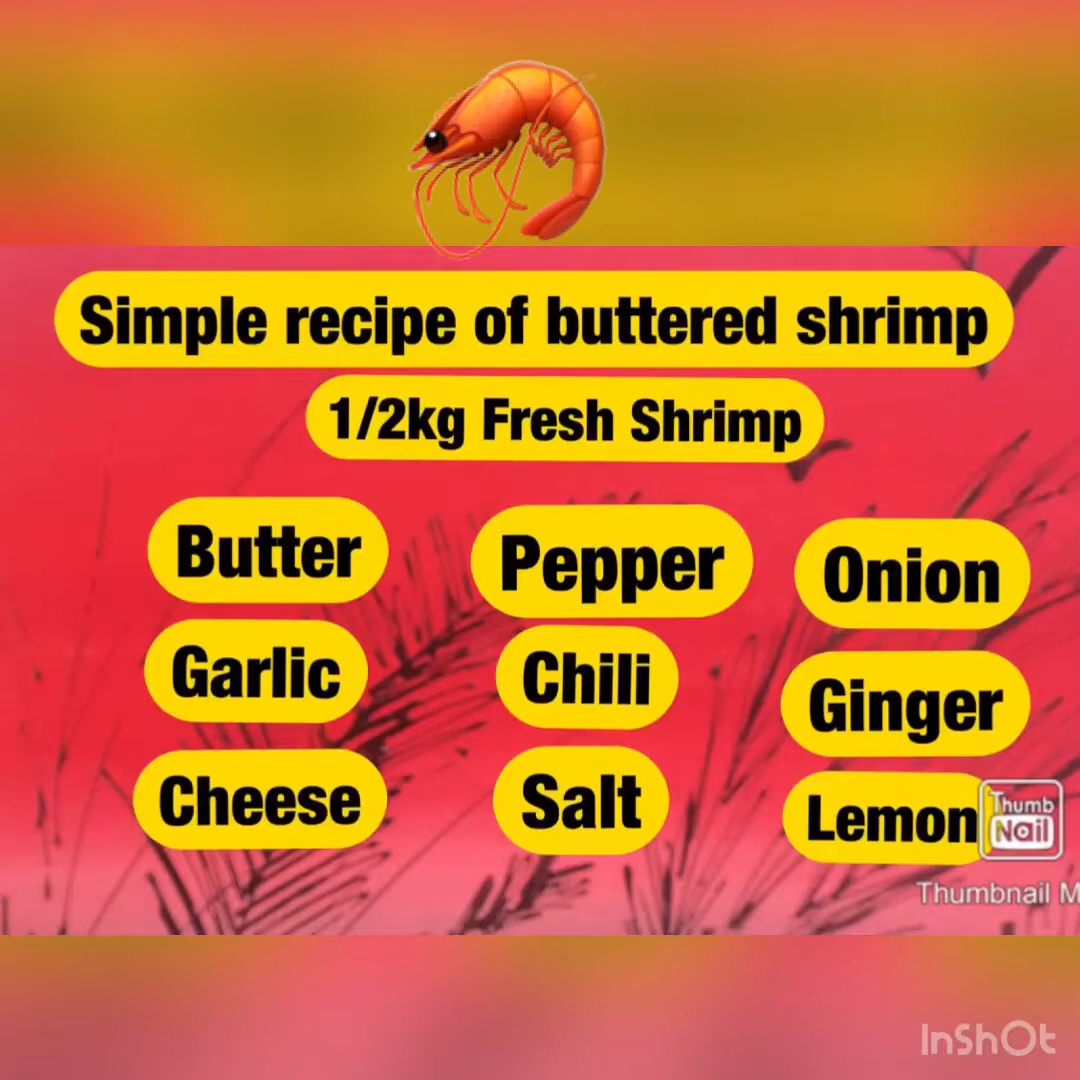 Simple recipe of buttered shrimp
1/2kg Fresh Shrimp
Butter Pepper Onion
Garlic Chili Ginger
Cheese Salt Lemon
Thumb
Nail
Thumbnail M
InShOt